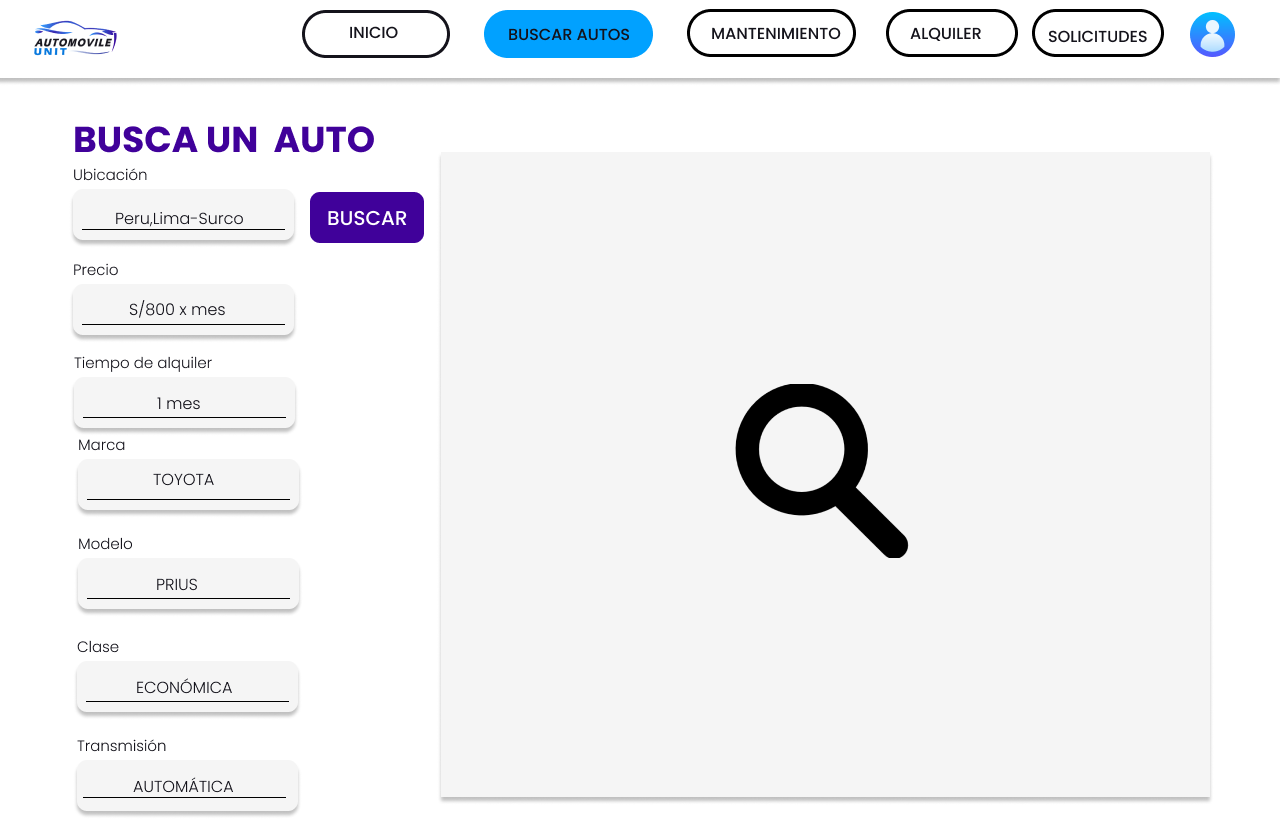 AUTOMOVILE
UNIT
INICIO
BUSCAR AUTOS
MANTENIMIENTO
ALQUILER
SOLICITUDES
BUSCA UN AUTO
Ubicación
Peru,Lima-Surco
BUSCAR
Precio
S/800 x mes
Tiempo de alquiler
1 mes
Marca
TOYOTA
Modelo
PRIUS
Clase
ECONÓMICA
Transmisión
AUTOMÁTICA